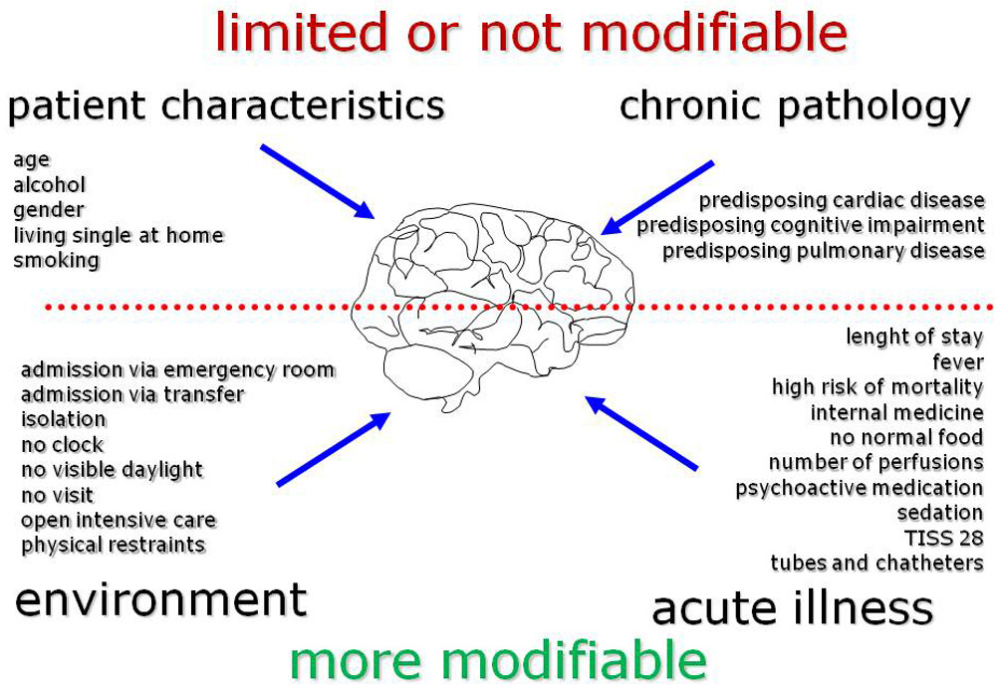 limited or not modifiable
patient characteristics
age
alcohol
gender
living single at home
smoking
chronic pathology
predisposing cardiac disease
predisposing cognitive impairment
predisposing pulmonary disease
admission via emergency room
admission via transfer
isolation
no clock
no visible daylight
no visit
open intensive care
physical restraints
environment
lenght of stay
fever
high risk of mortality
internal medicine
no normal food
number of perfusions
psychoactive medication
sedation
TISS 28
tubes and chatheters
acute illness
more modifiable